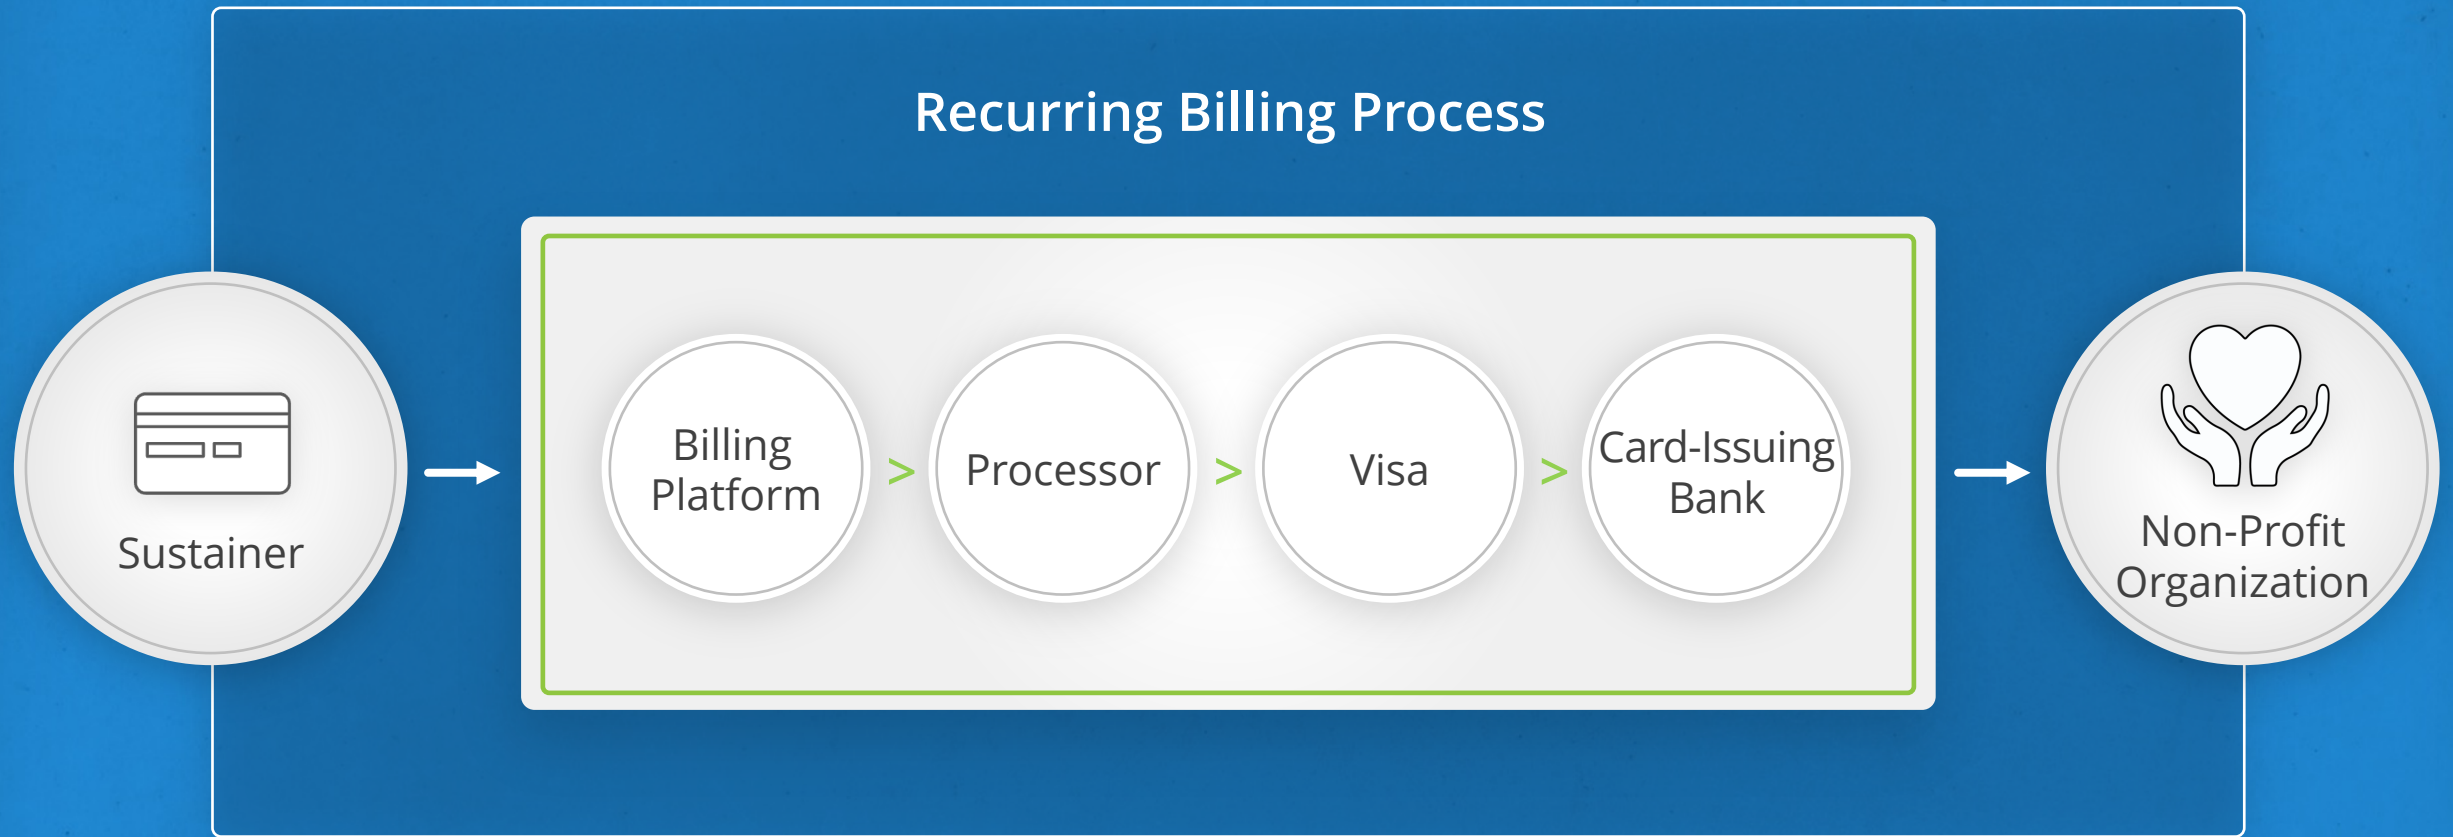 Recurring Billing Process
Sustainer
Billing
Platform
>
Processor
>
Visa
>
Card-Issuing
Bank
Non-Profit
Organization